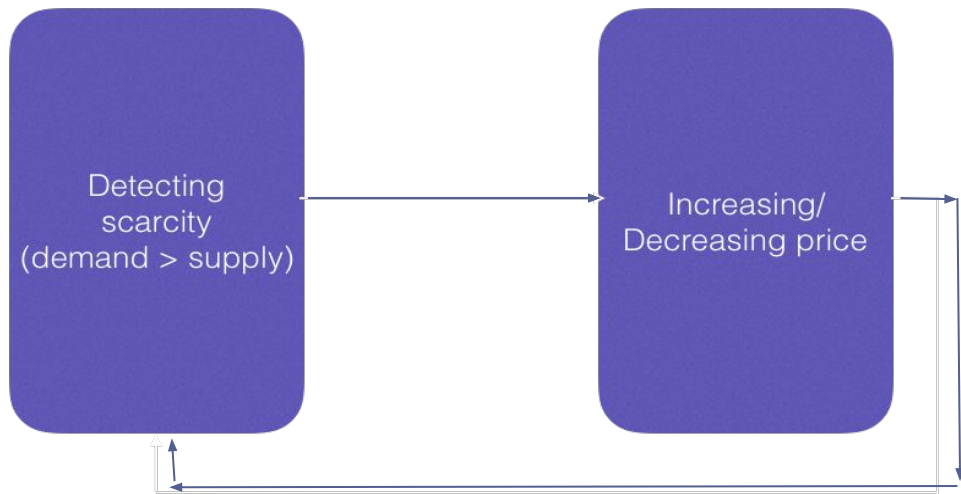 Detecting
scarcity
(demand > supply)
Increasing/
Decreasing price